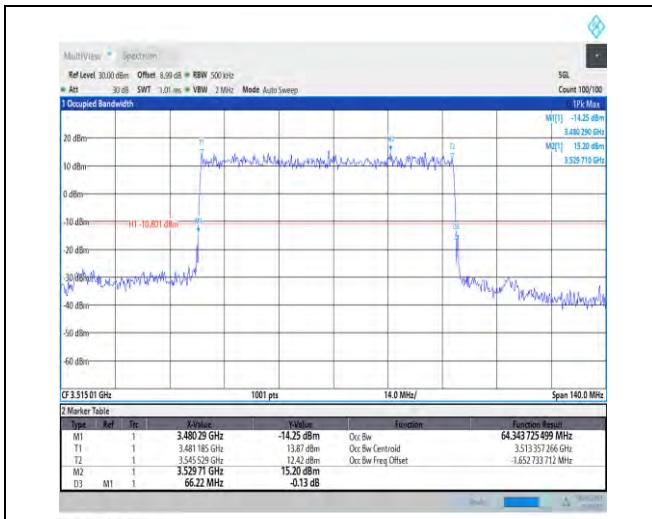 MultiView Spectrum
Ref Level 30.00 dBm Offset 8.99 dB RBW 500 kHz SGL
Att 30 dB SWT 1.01 ms VBW 2 MHz Mode Auto Sweep Count 100/100
1 Occupied Bandwidth 1Pk Max
M1[1] -14.25 dBm
3.480 290 GHz
M2[1] 15.20 dBm
3.529 710 GHz
20 dBm
T1 M2 T2
10 dBm
0 dBm
-10 dBm
H1 -10.801 dBm M1 D3
-30 dBm
-40 dBm
-50 dBm
-60 dBm
CF 3.515 01 GHz 1001 pts 14.0 MHz/ Span 140.0 MHz
2 Marker Table
Type Ref Trc X-Value Y-Value Function Function Result
M1 1 3.480 29 GHz -14.25 dBm Occ Bw 64.343 725 499 MHz
T1 1 3.481 185 GHz 13.87 dBm Occ Bw Centroid 3.513 357 266 GHz
T2 1 3.545 529 GHz 12.42 dBm Occ Bw Freq Offset -1.652 733 712 MHz
M2 1 3.529 71 GHz 15.20 dBm
D3 M1 1 66.22 MHz -0.13 dB